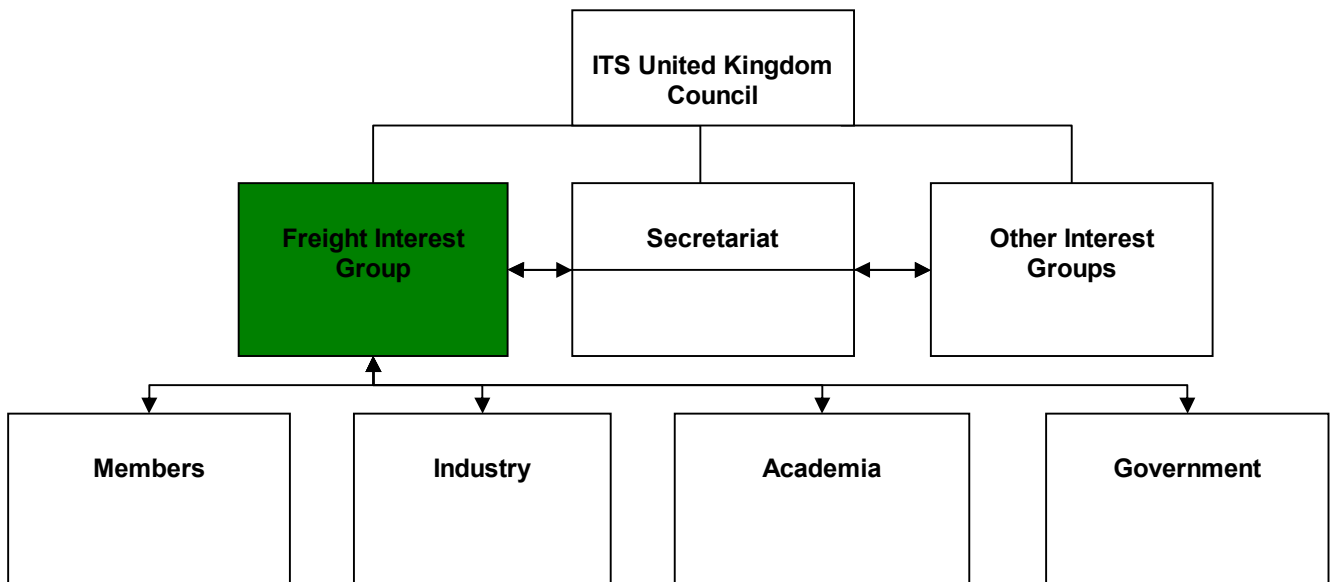 ITS United Kingdom
Council
Freight Interest
Group
Secretariat
Other Interest
Groups
Members
Industry
Academia
Government